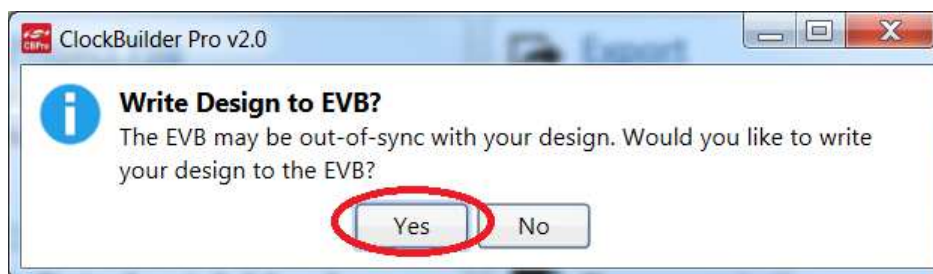 CBPro
ClockBuilder Pro v2.0
Export
Write Design to EVB?
The EVB may be out-of-sync with your design. Would you like to write
your design to the EVB?
Yes No